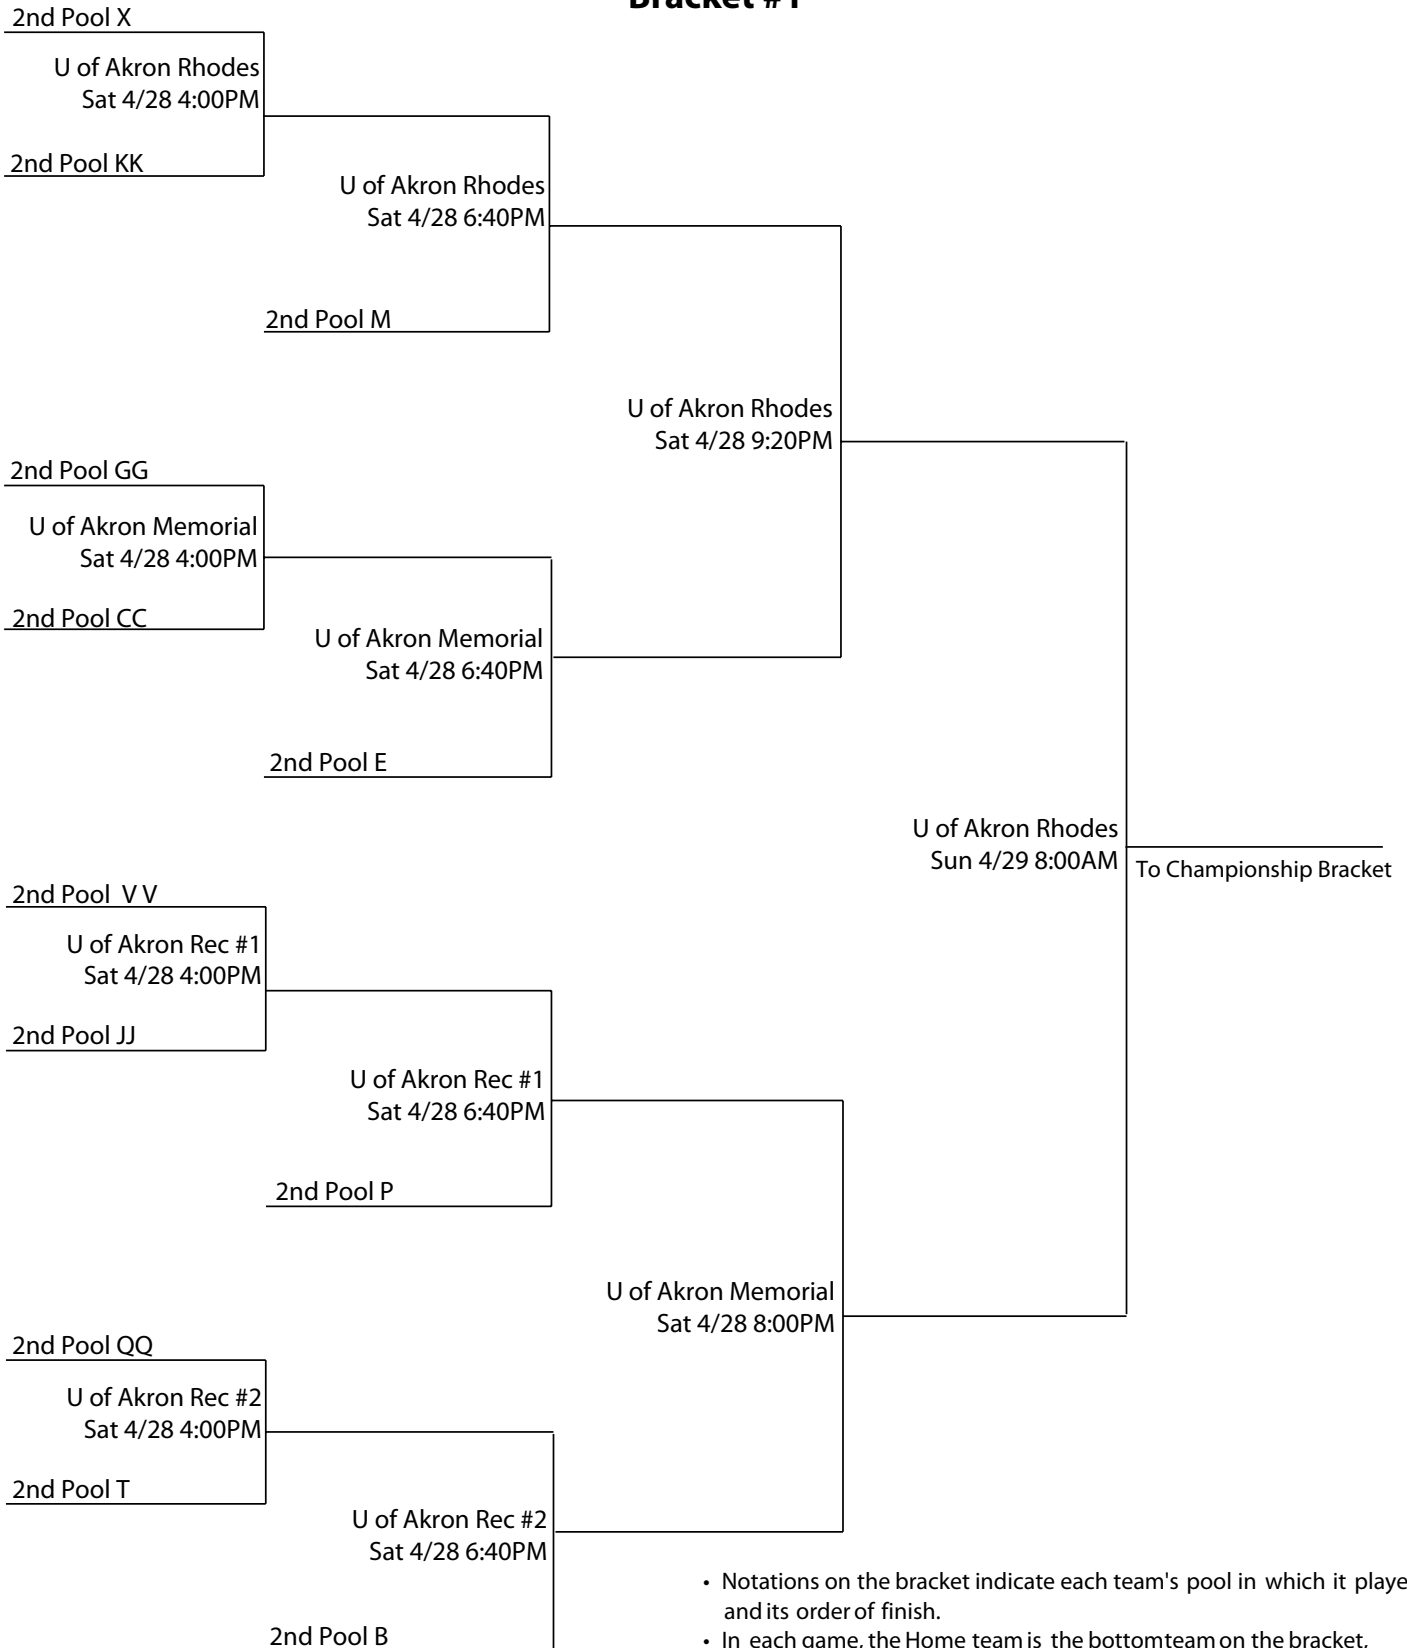 Bracket #1
2nd Pool X
U of Akron Rhodes
Sat 4/28 4:00PM
2nd Pool KK
U of Akron Rhodes
Sat 4/28 6:40PM
2nd Pool M
U of Akron Rhodes
Sat 4/28 9:20PM
2nd Pool GG
U of Akron Memorial
Sat 4/28 4:00PM
2nd Pool CC
U of Akron Memorial
Sat 4/28 6:40PM
2nd Pool E
U of Akron Rhodes
Sun 4/29 8:00AM
To Championship Bracket
2nd Pool V V
U of Akron Rec #1
Sat 4/28 4:00PM
2nd Pool JJ
U of Akron Rec #1
Sat 4/28 6:40PM
2nd Pool P
U of Akron Memorial
Sat 4/28 8:00PM
2nd Pool QQ
U of Akron Rec #2
Sat 4/28 4:00PM
2nd Pool T
U of Akron Rec #2
Sat 4/28 6:40PM
2nd Pool B
• Notations on the bracket indicate each team's pool in which it playe
and its order of finish.
• In each game, the Home team is the bottom team on the bracket,